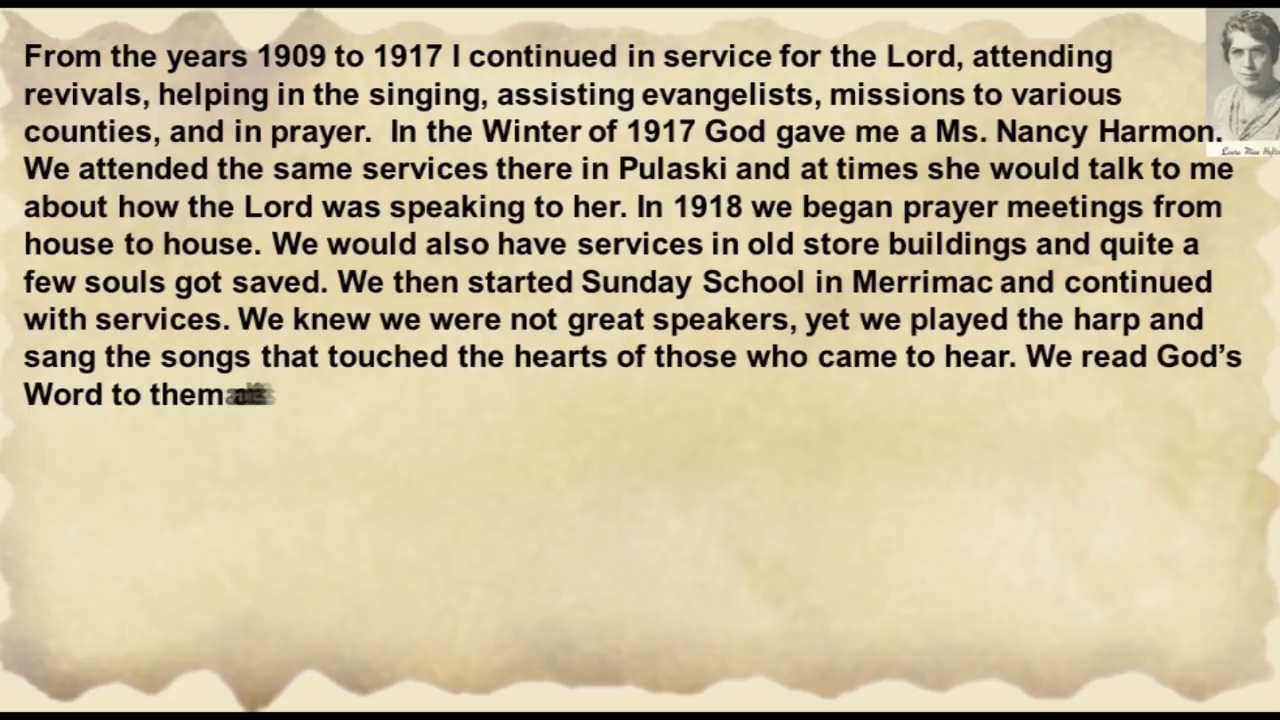 From the years 1909 to 1917 I continued in service for the Lord, attending
revivals, helping in the singing, assisting evangelists, missions to various
counties, and in prayer.  In the Winter of 1917 God gave me a Ms. Nancy Harmon.
We attended the same services there in Pulaski and at times she would talk to me
about how the Lord was speaking to her. In 1918 we began prayer meetings from
house to house. We would also have services in old store buildings and quite a
few souls got saved. We then started Sunday School in Merrimac and continued
with services. We knew we were not great speakers, yet we played the harp and
sang the songs that touched the hearts of those who came to hear. We read God’s
Word to them